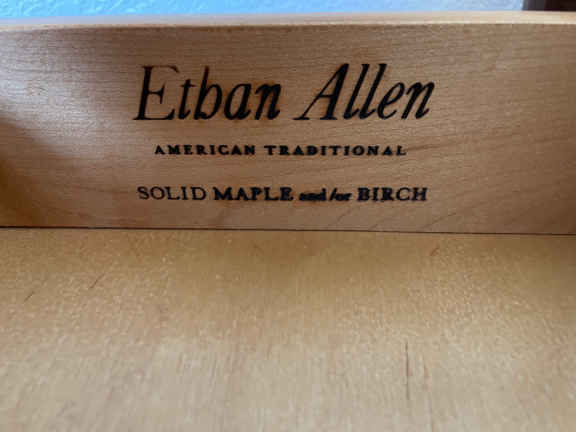 Ethan Allen
AMERICAN TRADITIONAL
SOLID MAPLE and/or BIRCH